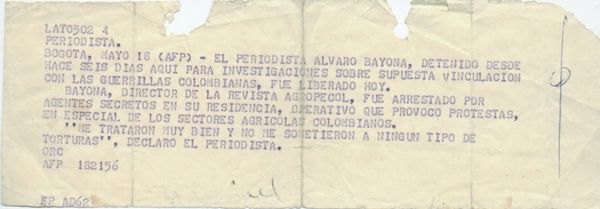 LAT0302 4
PERIODISTA.
BOGOTA, MAYO 18 (AFP) - EL PERIODISTA ALVARO BAYONA, DETENIDO DESDE
HACE SEIS DIAS AQUI PARA INVESTIGACIONES SOBRE SUPUESTA VINCULACION
CON LAS GUERRILLAS COLOMBIANAS, FUE LIBERADO HOY.
BAYONA, DIRECTOR DE LA REVISTA AGROPECOL, FUE ARRESTADO POR
AGENTES SECRETOS EN SU RESIDENCIA, OPERATIVO QUE PROVOCO PROTESTAS,
EN ESPECIAL DE LOS SECTORES AGRICOLAS COLOMBIANOS.
''ME TRATARON MUY BIEN Y NO ME SOMETIERON A NINGUN TIPO DE
TORTURAS'', DECLARO EL PERIODISTA.
ORC
AFP 182156
EP AD62